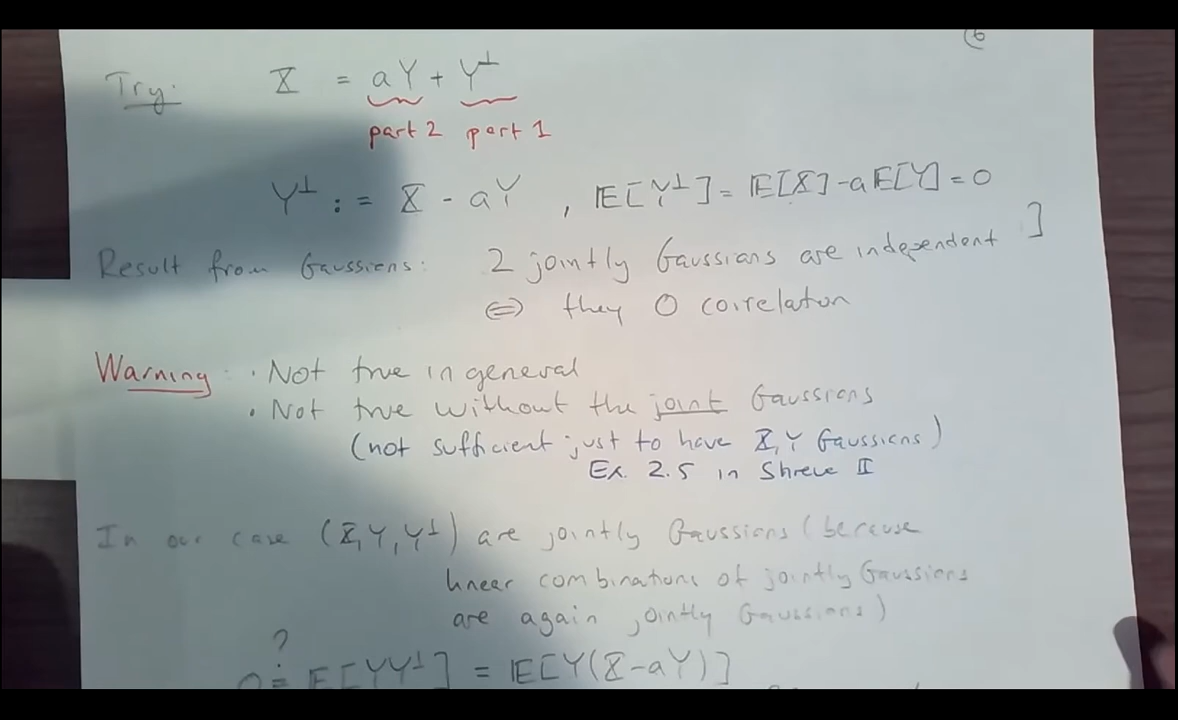 (6
Try: X = aY + Y⊥
part 2 part 1
Y⊥ := X - aY , E[Y⊥] = E[X] - aE[Y] = 0
Result from Gaussians: 2 jointly Gaussians are independent ]
⇔ they 0 correlation
Warning: · Not true in general
· Not true without the joint Gaussians
(not sufficient just to have X, Y Gaussians)
Ex. 2.5 in Shreve II
In our case (X, Y, Y⊥) are jointly Gaussians (because
linear combinations of jointly Gaussians
are again jointly Gaussians)
?
0 = E[YY⊥] = E[Y(X-aY)]